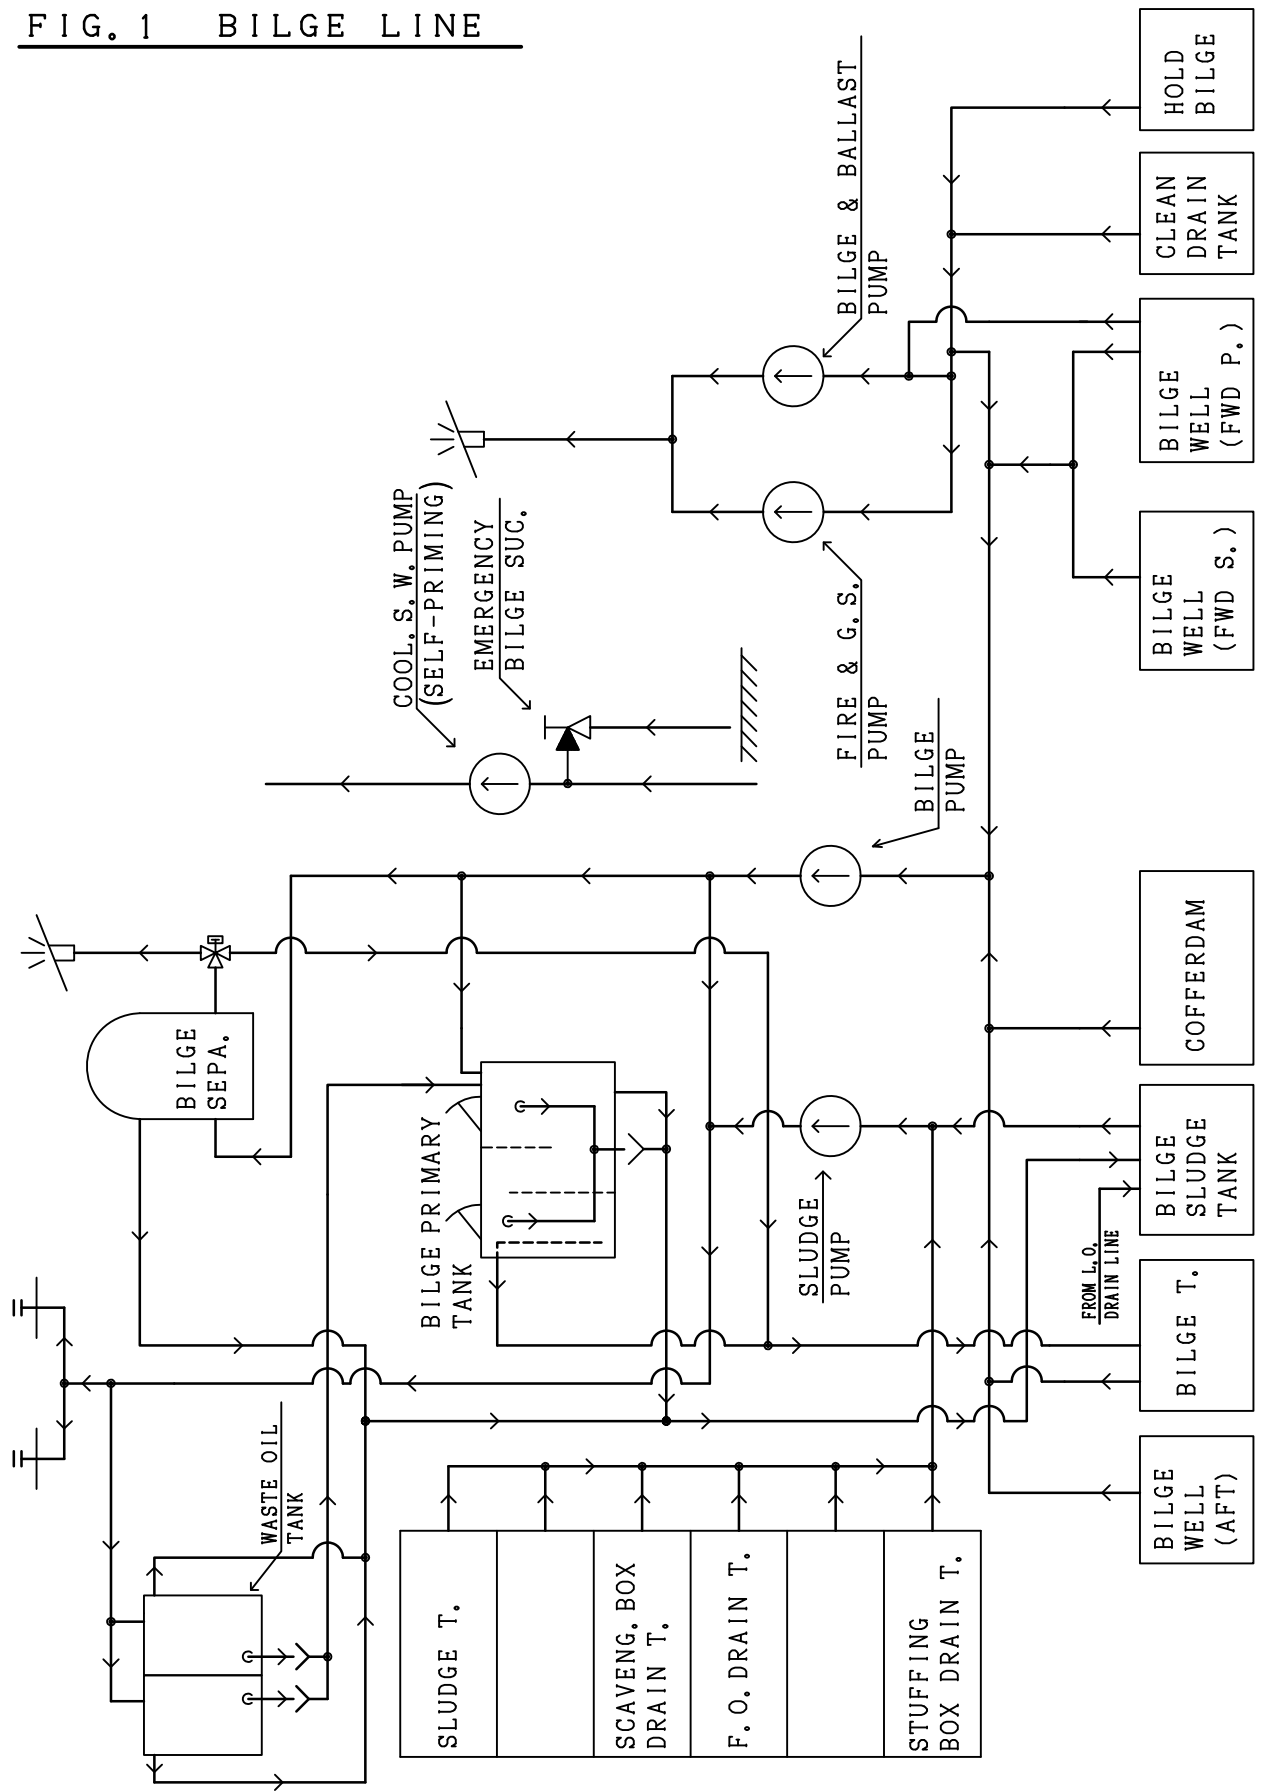 FIG. 1 BILGE LINE
HOLD
BILGE
CLEAN
DRAIN
TANK
BILGE
WELL
(FWD P.)
BILGE
WELL
(FWD S.)
BILGE & BALLAST
PUMP
FIRE & G.S.
PUMP
COOL.S.W.PUMP
(SELF-PRIMING)
EMERGENCY
BILGE SUC.
BILGE
PUMP
COFFERDAM
BILGE
SEPA.
BILGE PRIMARY
TANK
SLUDGE
PUMP
BILGE
SLUDGE
TANK
FROM L.O.
DRAIN LINE
BILGE T.
BILGE
WELL
(AFT)
WASTE OIL
TANK
SLUDGE T.
SCAVENG.BOX
DRAIN T.
F.O.DRAIN T.
STUFFING
BOX DRAIN T.